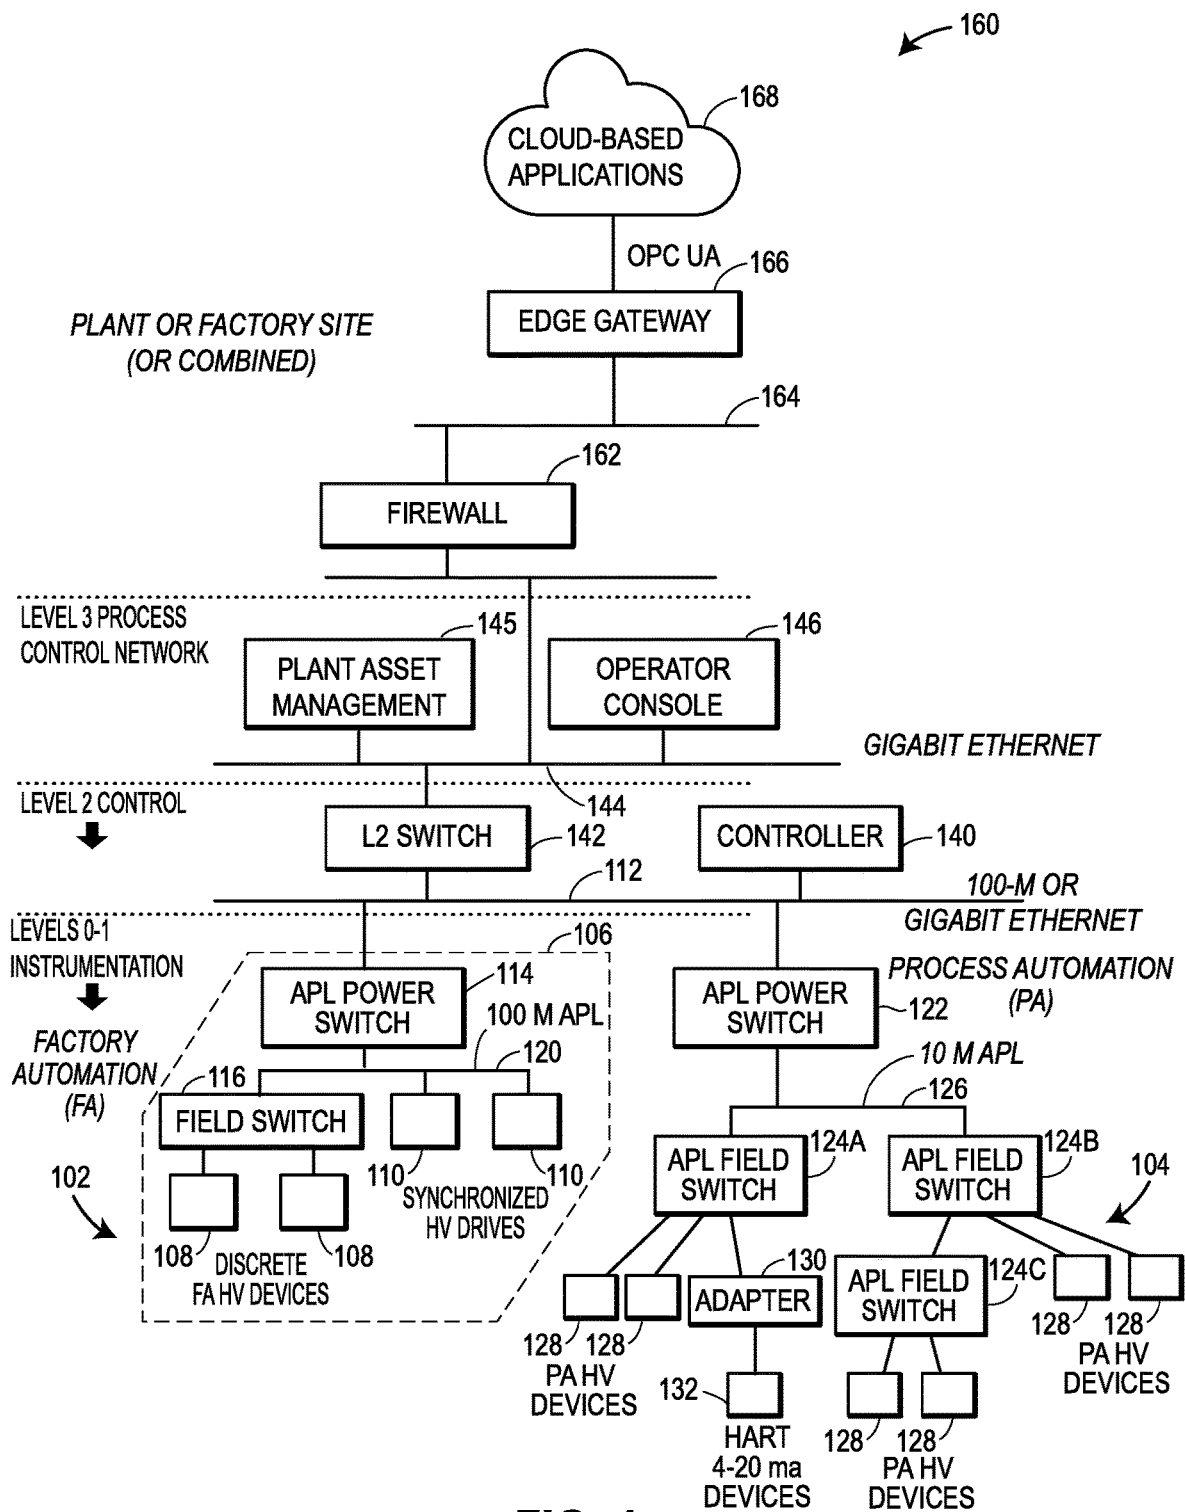 160
168
CLOUD-BASED
APPLICATIONS
OPC UA
166
EDGE GATEWAY
PLANT OR FACTORY SITE
(OR COMBINED)
164
162
FIREWALL
LEVEL 3 PROCESS
CONTROL NETWORK
145
146
PLANT ASSET
MANAGEMENT
OPERATOR
CONSOLE
GIGABIT ETHERNET
LEVEL 2 CONTROL
144
L2 SWITCH
142
CONTROLLER
140
112
100-M OR
GIGABIT ETHERNET
LEVELS 0-1
INSTRUMENTATION
106
114
APL POWER
SWITCH
100 M APL
120
APL POWER
SWITCH
122
PROCESS AUTOMATION
(PA)
FACTORY
AUTOMATION
(FA)
10 M APL
126
116
FIELD SWITCH
110
110
SYNCHRONIZED
HV DRIVES
102
108
108
DISCRETE
FA HV DEVICES
124A
APL FIELD
SWITCH
124B
APL FIELD
SWITCH
104
130
ADAPTER
124C
APL FIELD
SWITCH
128
128
PA HV
DEVICES
128
128
PA HV
DEVICES
132
HART
4-20 ma
DEVICES
128
128
PA HV
DEVICES